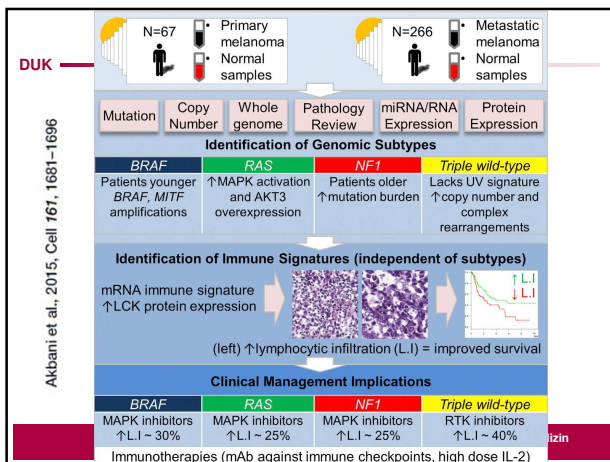 N=67
• Primary
melanoma
• Normal
samples
N=266
• Metastatic
melanoma
• Normal
samples
DUK
Akbani et al., 2015, Cell 161, 1681–1696
Mutation
Copy
Number
Whole
genome
Pathology
Review
miRNA/RNA
Expression
Protein
Expression
Identification of Genomic Subtypes
BRAF
RAS
NF1
Triple wild-type
Patients younger
BRAF, MITF
amplifications
↑MAPK activation
and AKT3
overexpression
Patients older
↑mutation burden
Lacks UV signature
↑copy number and
complex
rearrangements
Identification of Immune Signatures (independent of subtypes)
mRNA immune signature
↑LCK protein expression
↑ L.I
↓ L.I
(left) ↑lymphocytic infiltration (L.I) = improved survival
Clinical Management Implications
BRAF
RAS
NF1
Triple wild-type
MAPK inhibitors
↑L.I ~ 30%
MAPK inhibitors
↑L.I ~ 25%
MAPK inhibitors
↑L.I ~ 25%
RTK inhibitors
↑L.I ~ 40%
dizin
Immunotherapies (mAb against immune checkpoints, high dose IL-2)